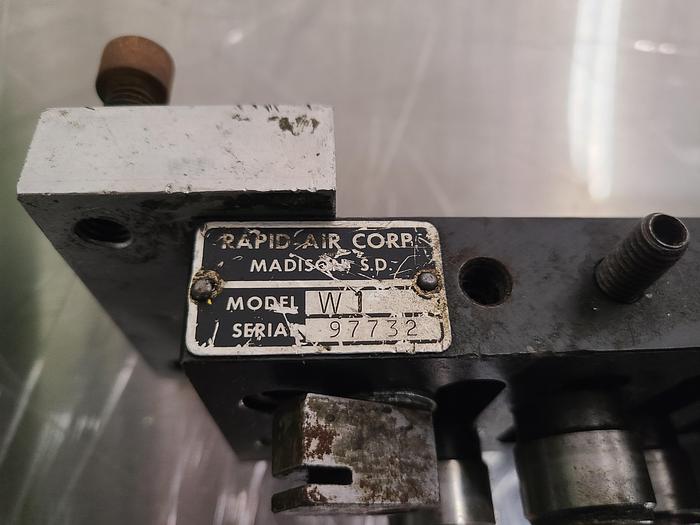 RAPID-AIR CORP.
MADISON, S.D.
MODEL W1
SERIAL 97732